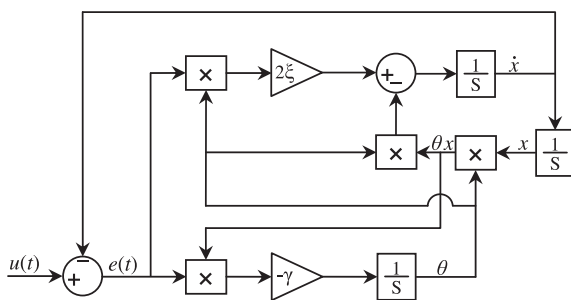 × 2ξ + − 1/S ẋ
× θx × x 1/S
u(t) + − e(t) × -γ 1/S θ